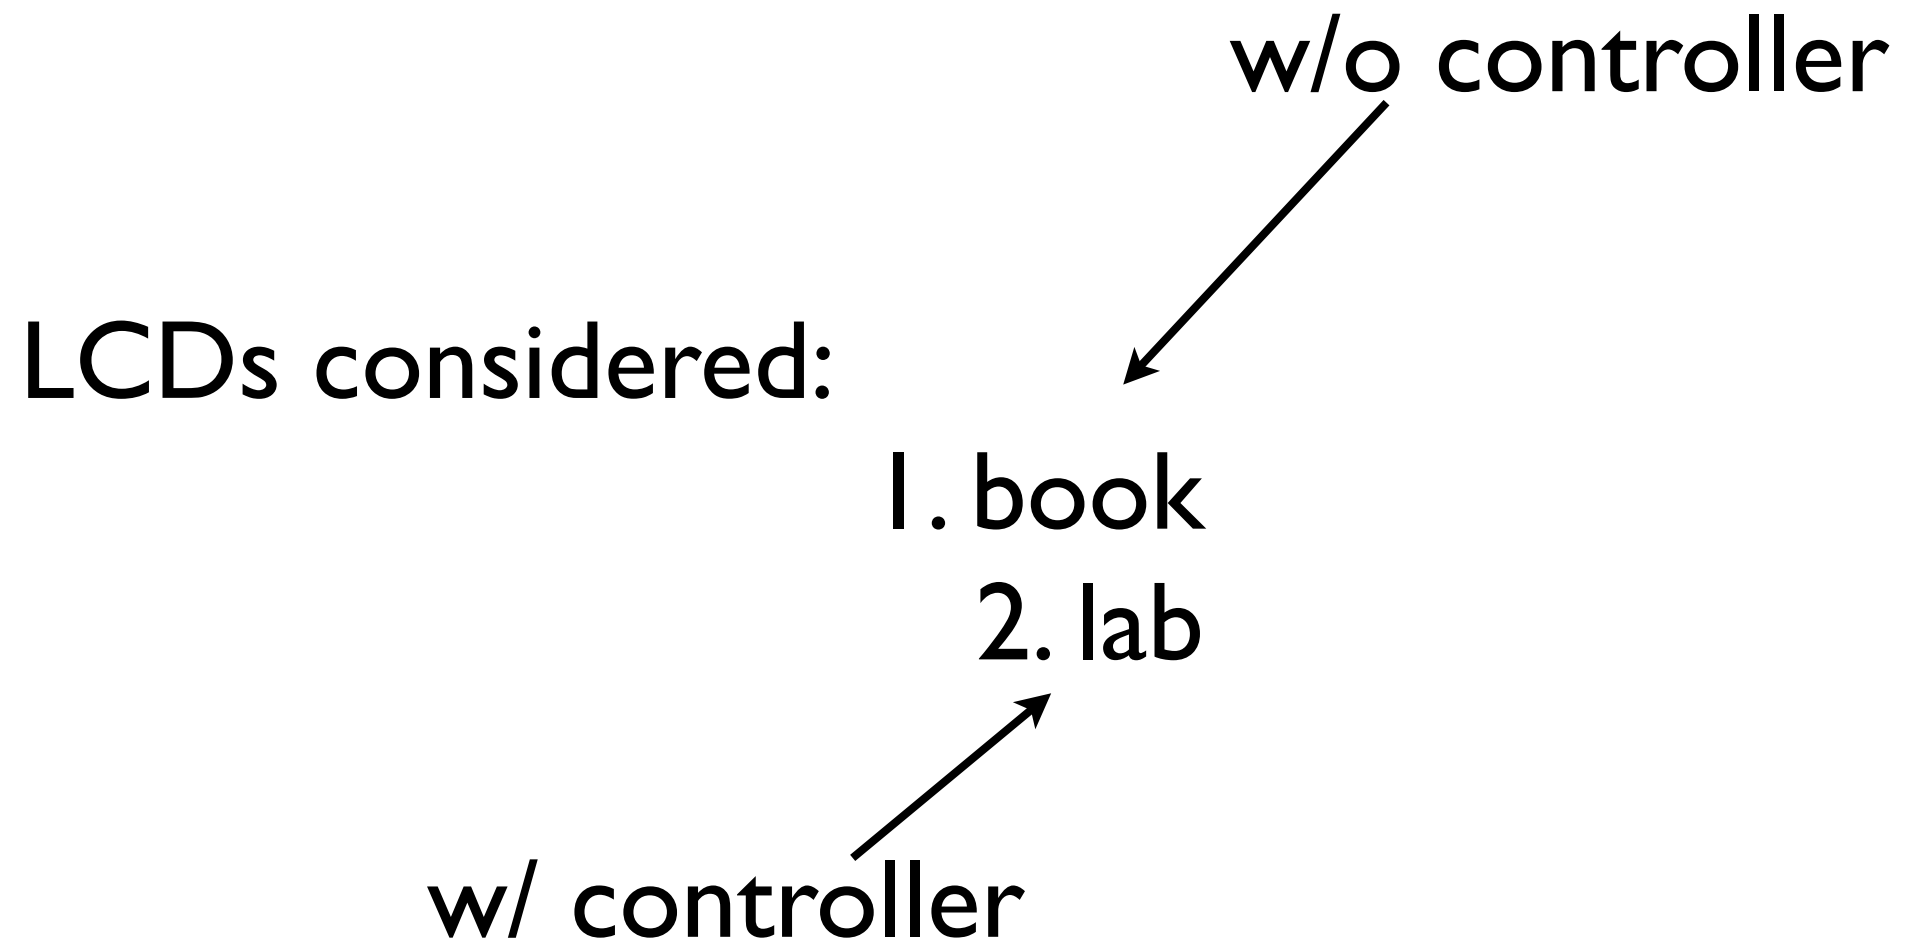 w/o controller
LCDs considered:
1. book
2. lab
w/ controller